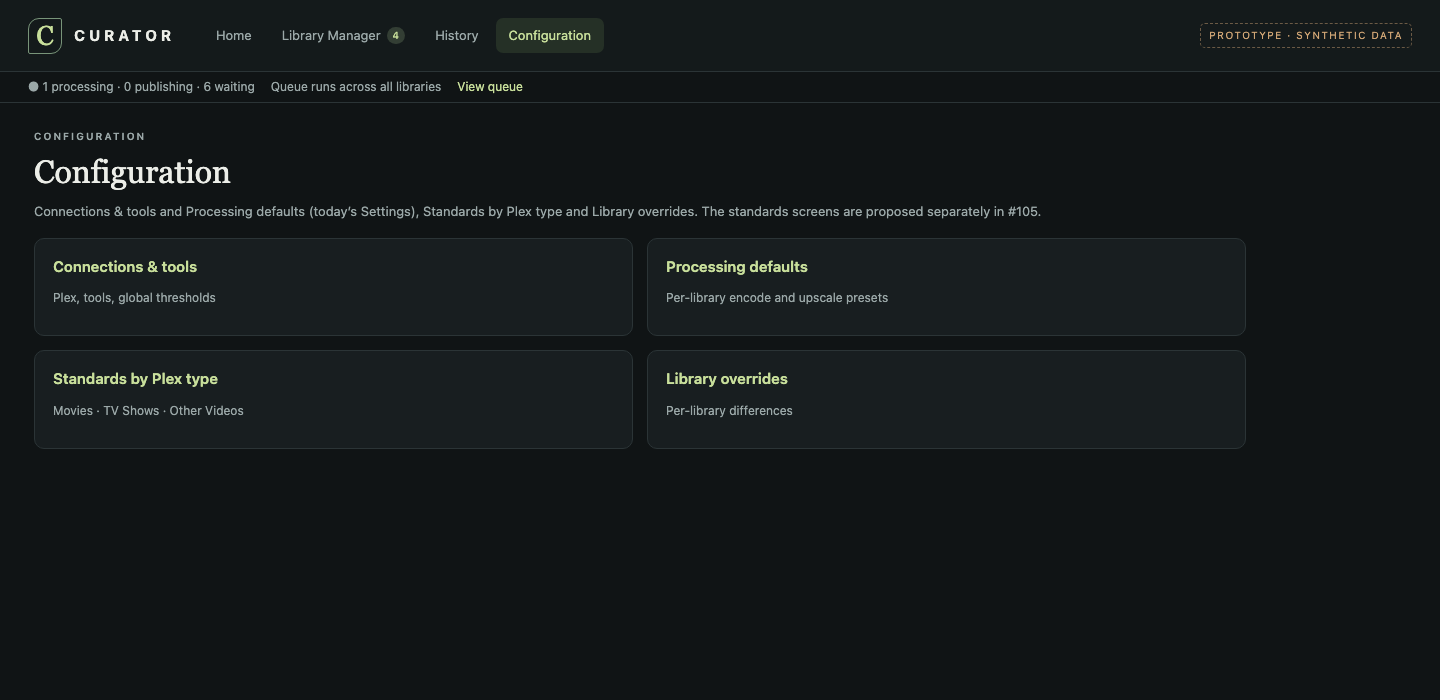 C CURATOR Home Library Manager 4 History Configuration PROTOTYPE · SYNTHETIC DATA
1 processing · 0 publishing · 6 waiting Queue runs across all libraries View queue
CONFIGURATION
Configuration
Connections & tools and Processing defaults (today’s Settings), Standards by Plex type and Library overrides. The standards screens are proposed separately in #105.
Connections & tools
Plex, tools, global thresholds
Processing defaults
Per-library encode and upscale presets
Standards by Plex type
Movies · TV Shows · Other Videos
Library overrides
Per-library differences